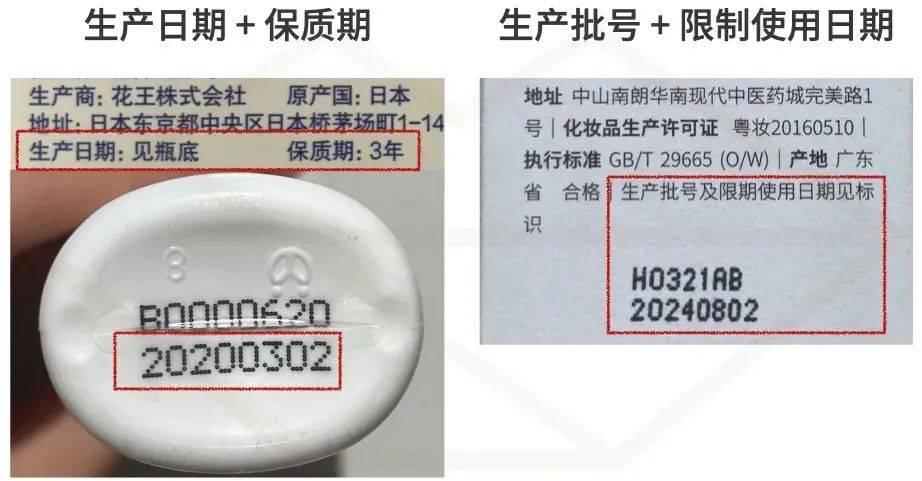 生产日期 + 保质期
生产商: 花王株式会社 原产国: 日本
地址: 日本东京都中央区日本桥茅场町1-14
生产日期: 见瓶底 保质期: 3年
8
B0000620
20200302
生产批号 + 限制使用日期
地址 中山南朗华南现代中医药城完美路1
号|化妆品生产许可证 粤妆20160510|
执行标准 GB/T 29665 (O/W)|产地 广东
省 合格|生产批号及限期使用日期见标
识
H0321AB
20240802